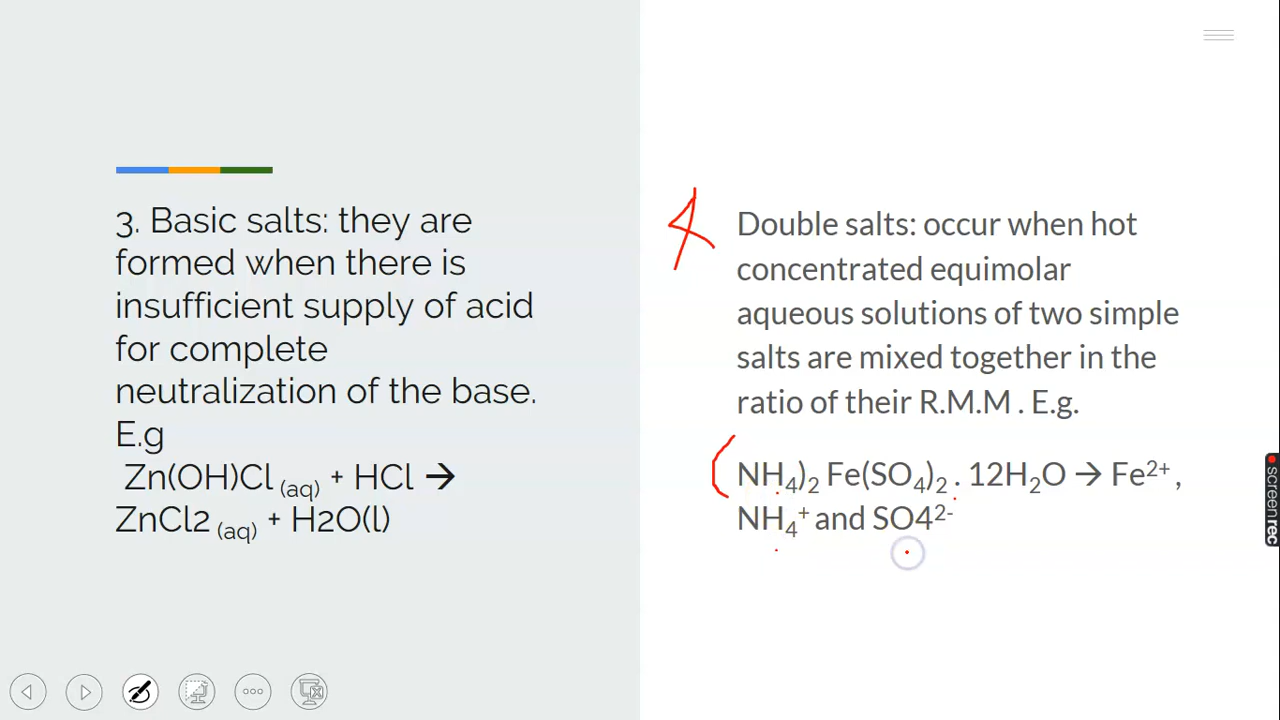 3. Basic salts: they are
formed when there is
insufficient supply of acid
for complete
neutralization of the base.
E.g
Zn(OH)Cl (aq) + HCl →
ZnCl2 (aq) + H2O(l)
4
Double salts: occur when hot
concentrated equimolar
aqueous solutions of two simple
salts are mixed together in the
ratio of their R.M.M . E.g.
(NH₄)₂ Fe(SO₄)₂ . 12H₂O → Fe²⁺ ,
NH₄⁺ and SO4²⁻
screenrec